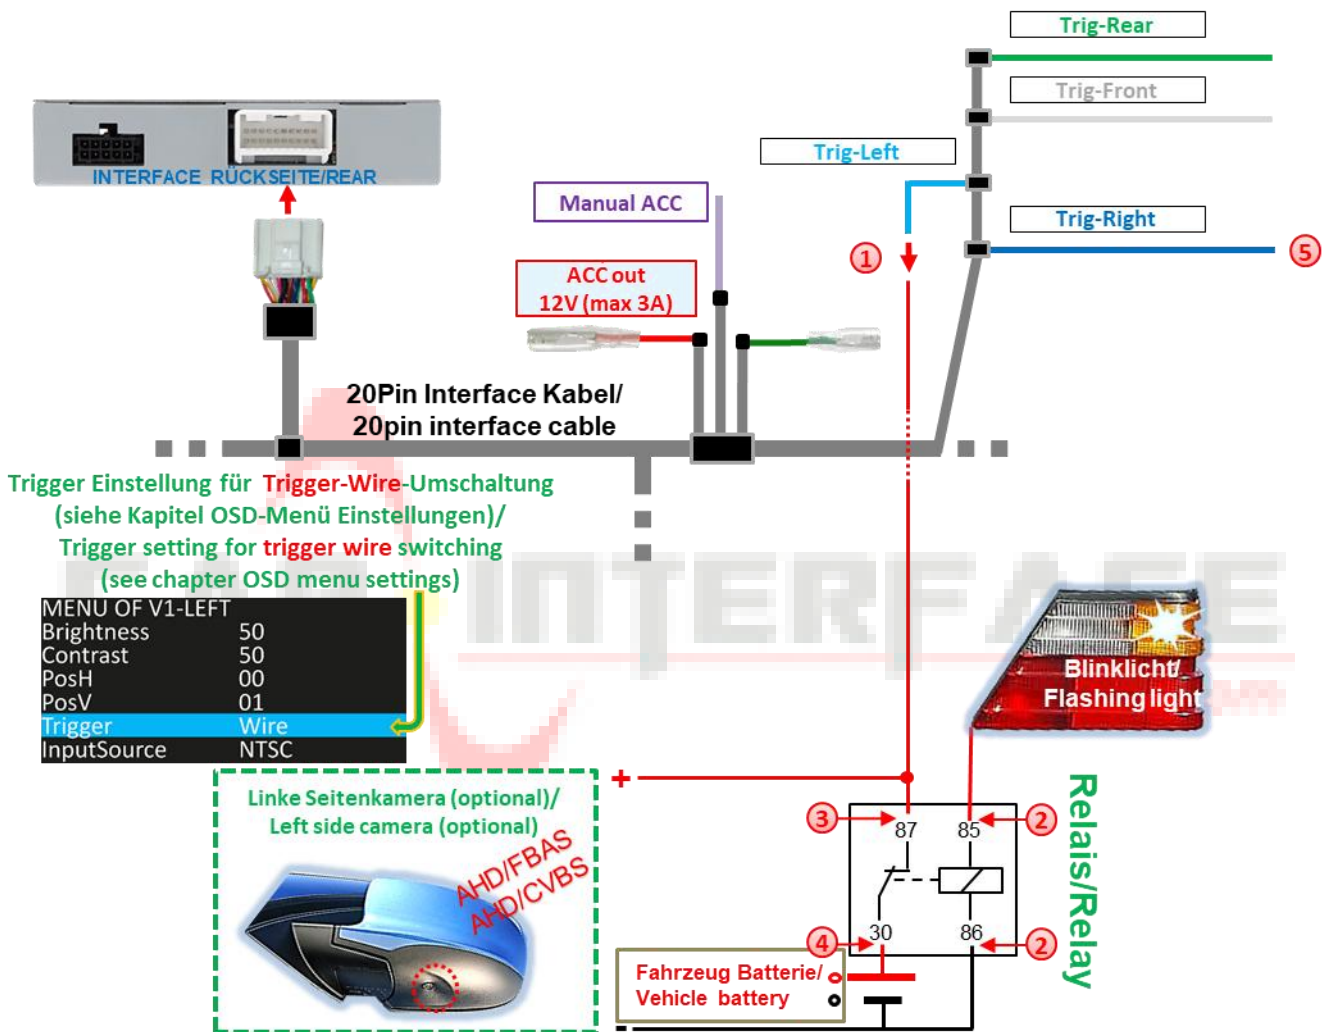 Trig-Rear
Trig-Front
Trig-Left
Trig-Right
5
INTERFACE RÜCKSEITE/REAR
Manual ACC
1
ACC out
12V (max 3A)
20Pin Interface Kabel/
20pin interface cable
Trigger Einstellung für Trigger-Wire-Umschaltung
(siehe Kapitel OSD-Menü Einstellungen)/
Trigger setting for trigger wire switching
(see chapter OSD menu settings)
MENU OF V1-LEFT
Brightness 50
Contrast 50
PosH 00
PosV 01
Trigger Wire
InputSource NTSC
CAR INTERFACE
.com
Blinklicht/
Flashing light
Linke Seitenkamera (optional)/
Left side camera (optional)
AHD/FBAS
AHD/CVBS
+
3
87
85
2
Relais/Relay
4
30
86
2
Fahrzeug Batterie/
Vehicle battery
-